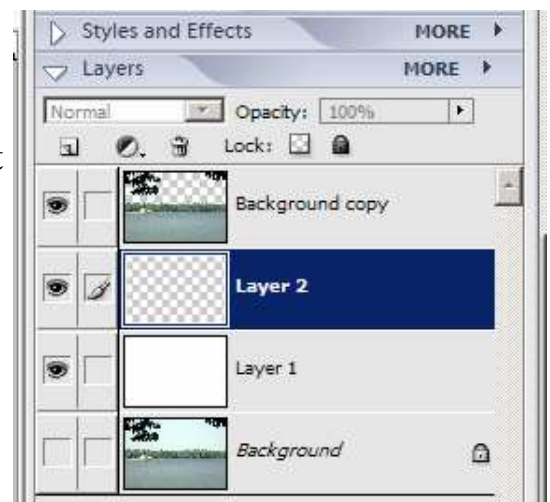 Styles and Effects MORE
Layers MORE
Normal Opacity: 100%
Lock:
Background copy
Layer 2
Layer 1
Background